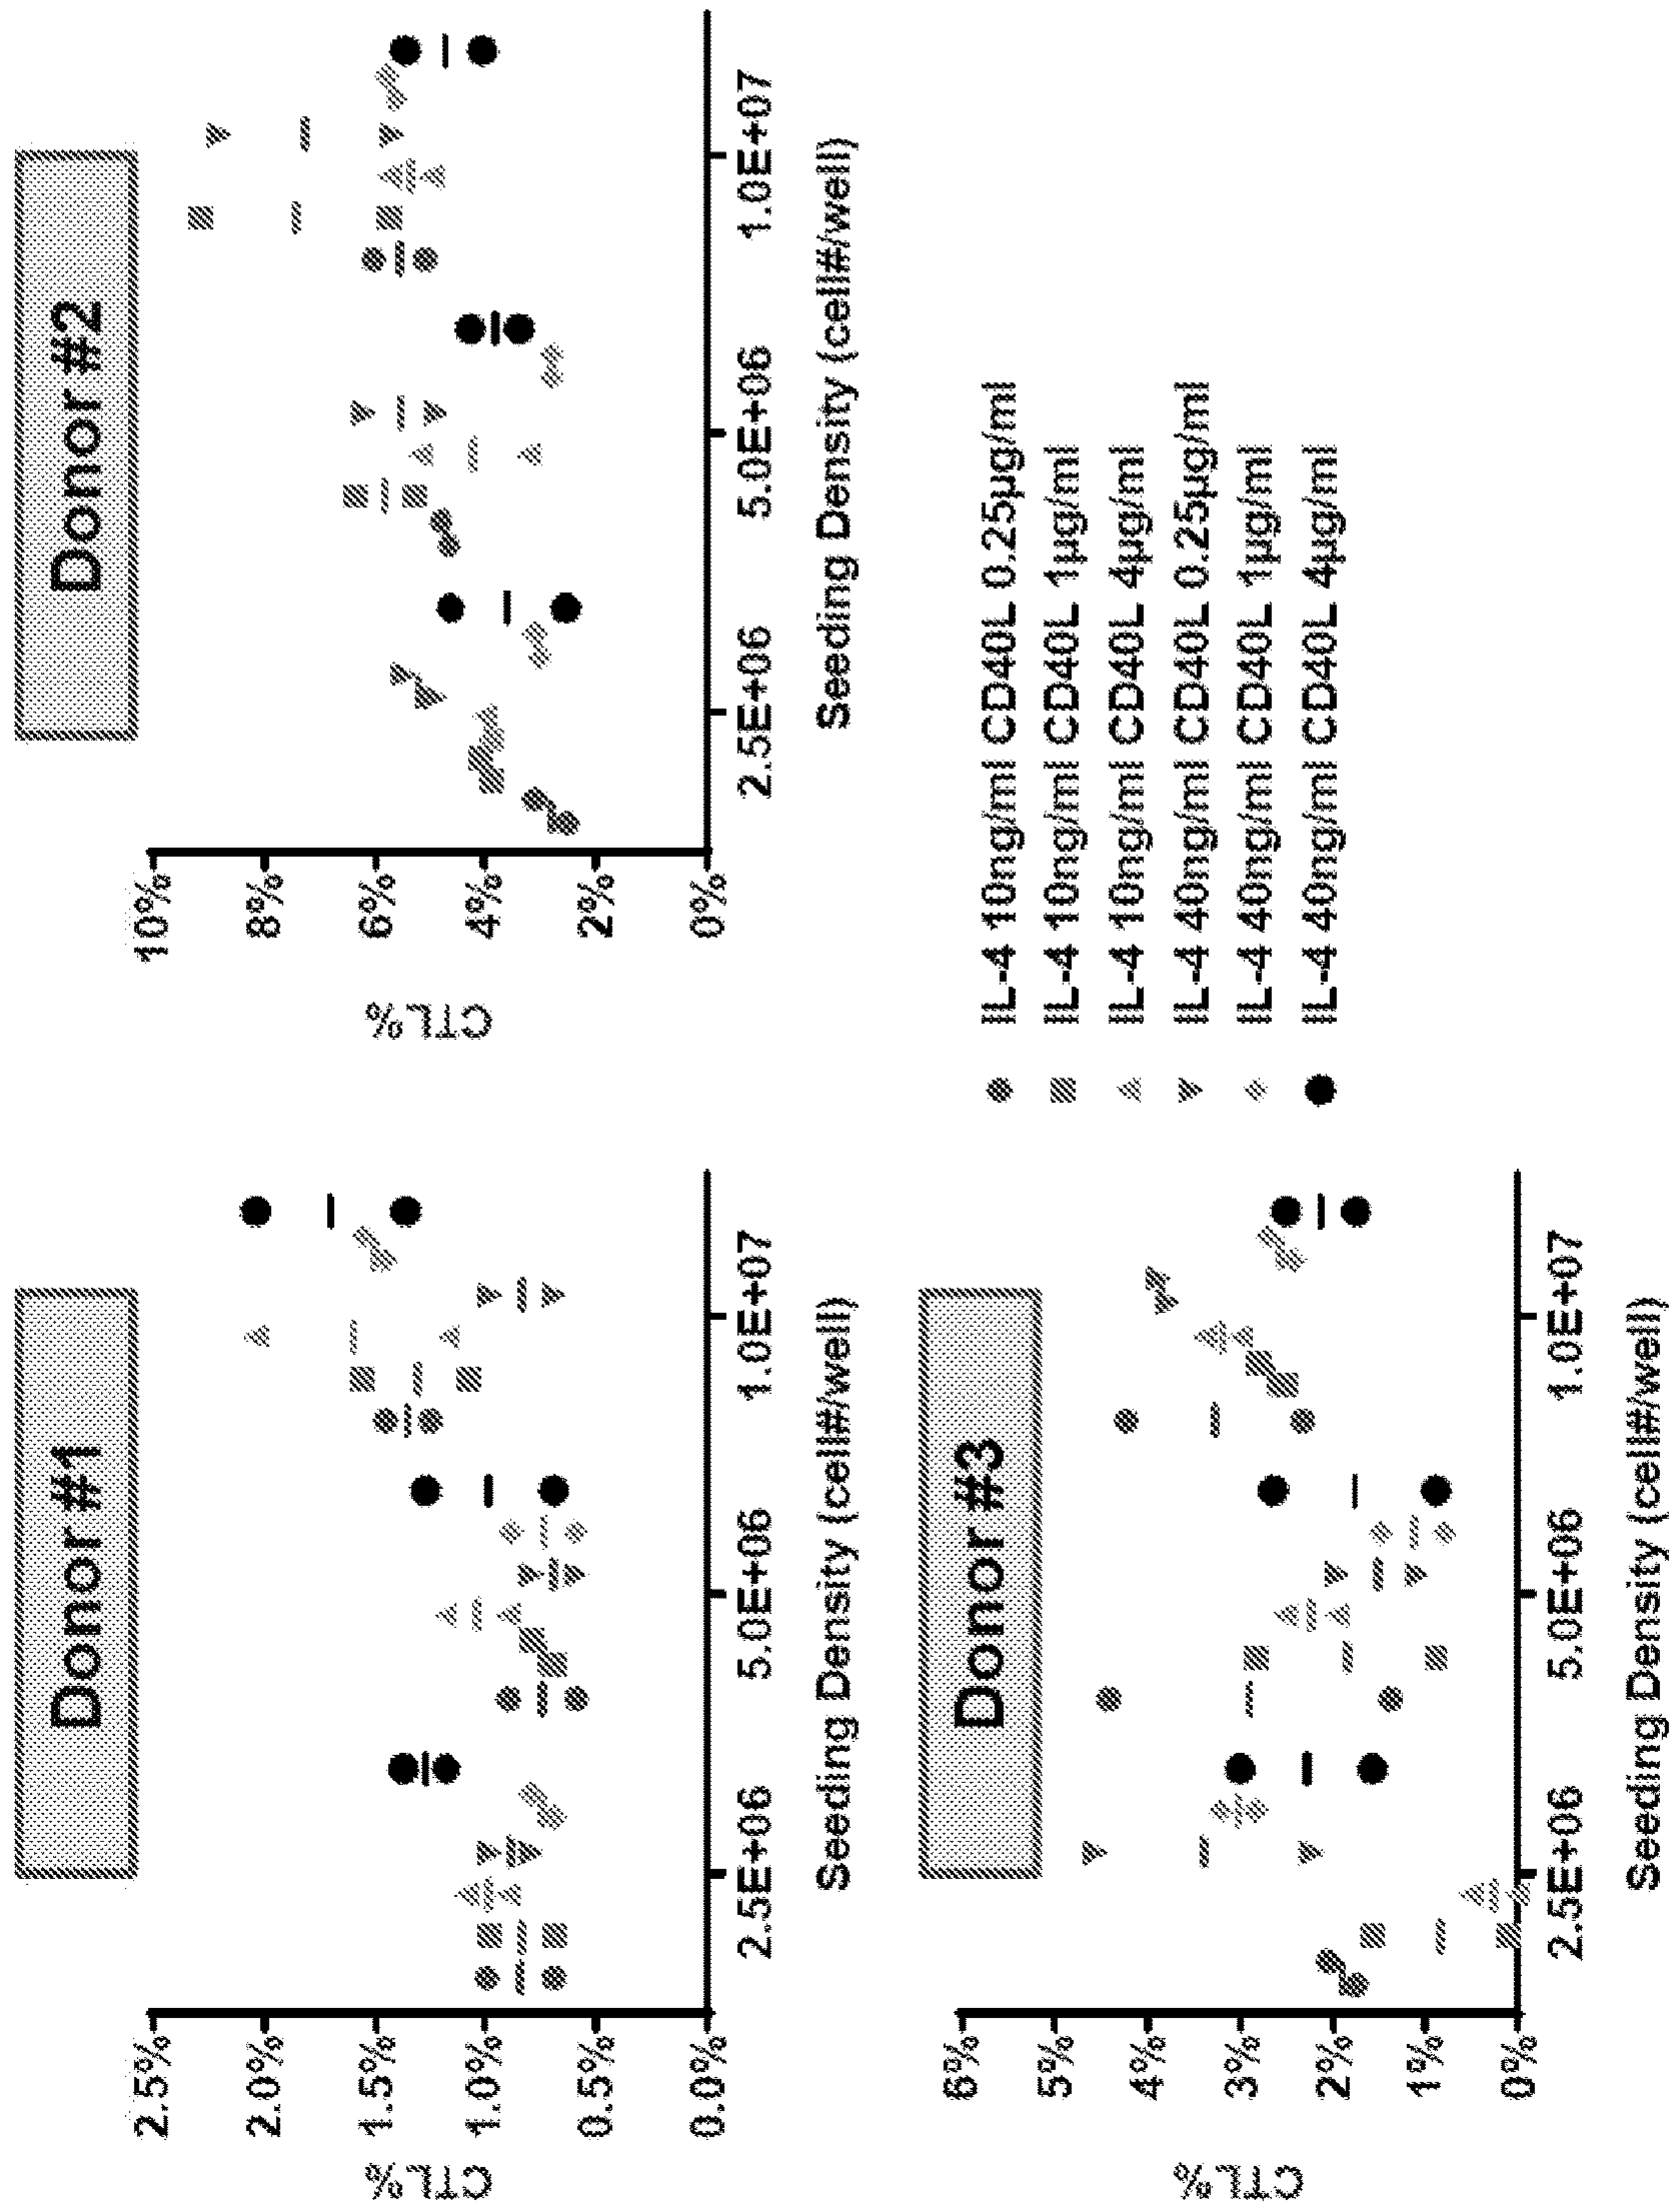 Donor #1
2.5%
2.0%
1.5%
1.0%
0.5%
0.0%
CTL%
2.5E+06
5.0E+06
1.0E+07
Seeding Density (cell#/well)
Donor #2
10%
8%
6%
4%
2%
0%
CTL%
2.5E+06
5.0E+06
1.0E+07
Seeding Density (cell#/well)
Donor #3
6%
5%
4%
3%
2%
1%
0%
CTL%
2.5E+06
5.0E+06
1.0E+07
Seeding Density (cell#/well)
IL-4 10ng/ml CD40L 0.25µg/ml
IL-4 10ng/ml CD40L 1µg/ml
IL-4 10ng/ml CD40L 4µg/ml
IL-4 40ng/ml CD40L 0.25µg/ml
IL-4 40ng/ml CD40L 1µg/ml
IL-4 40ng/ml CD40L 4µg/ml